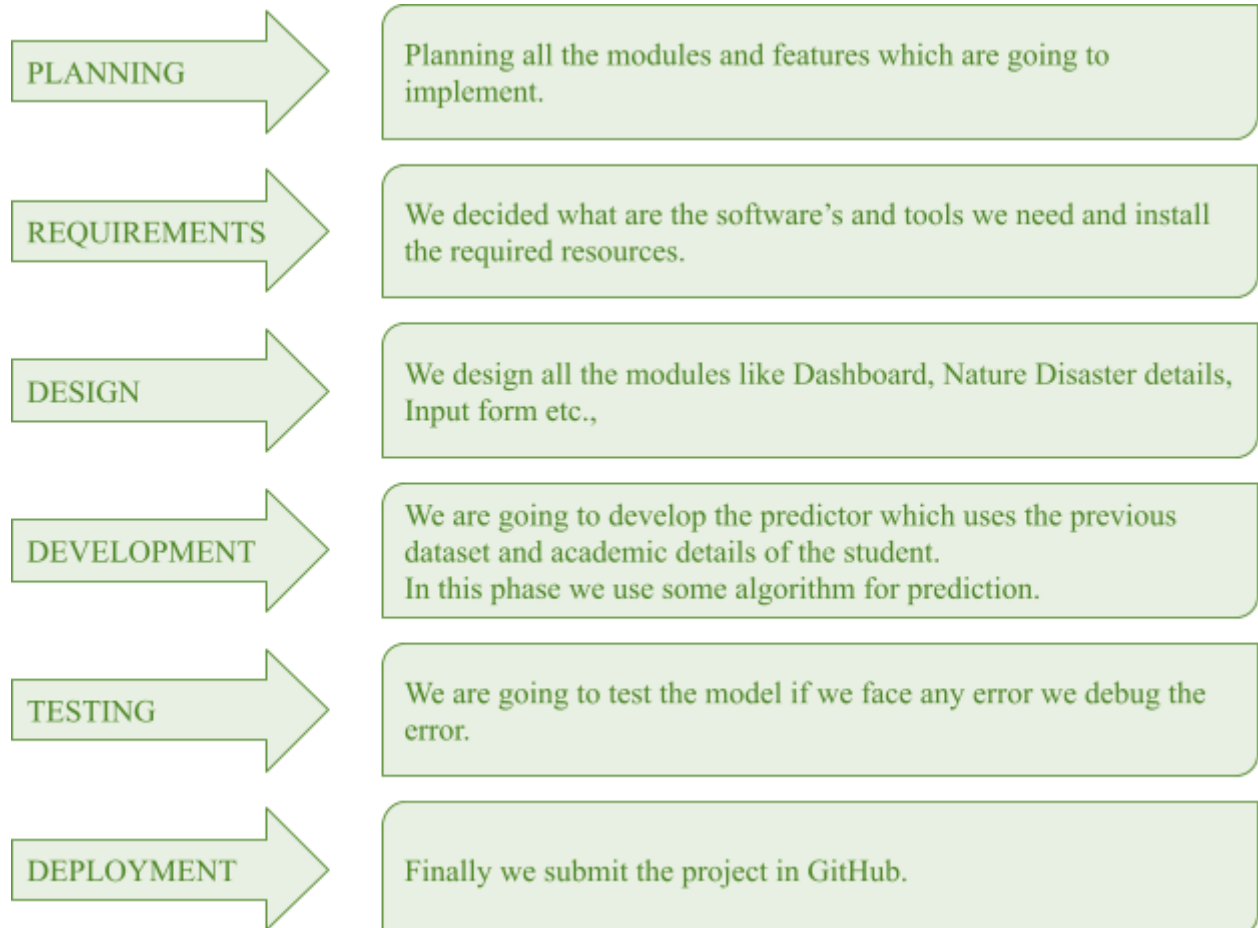 PLANNING
Planning all the modules and features which are going to
implement.
REQUIREMENTS
We decided what are the software’s and tools we need and install
the required resources.
DESIGN
We design all the modules like Dashboard, Nature Disaster details,
Input form etc.,
DEVELOPMENT
We are going to develop the predictor which uses the previous
dataset and academic details of the student.
In this phase we use some algorithm for prediction.
TESTING
We are going to test the model if we face any error we debug the
error.
DEPLOYMENT
Finally we submit the project in GitHub.